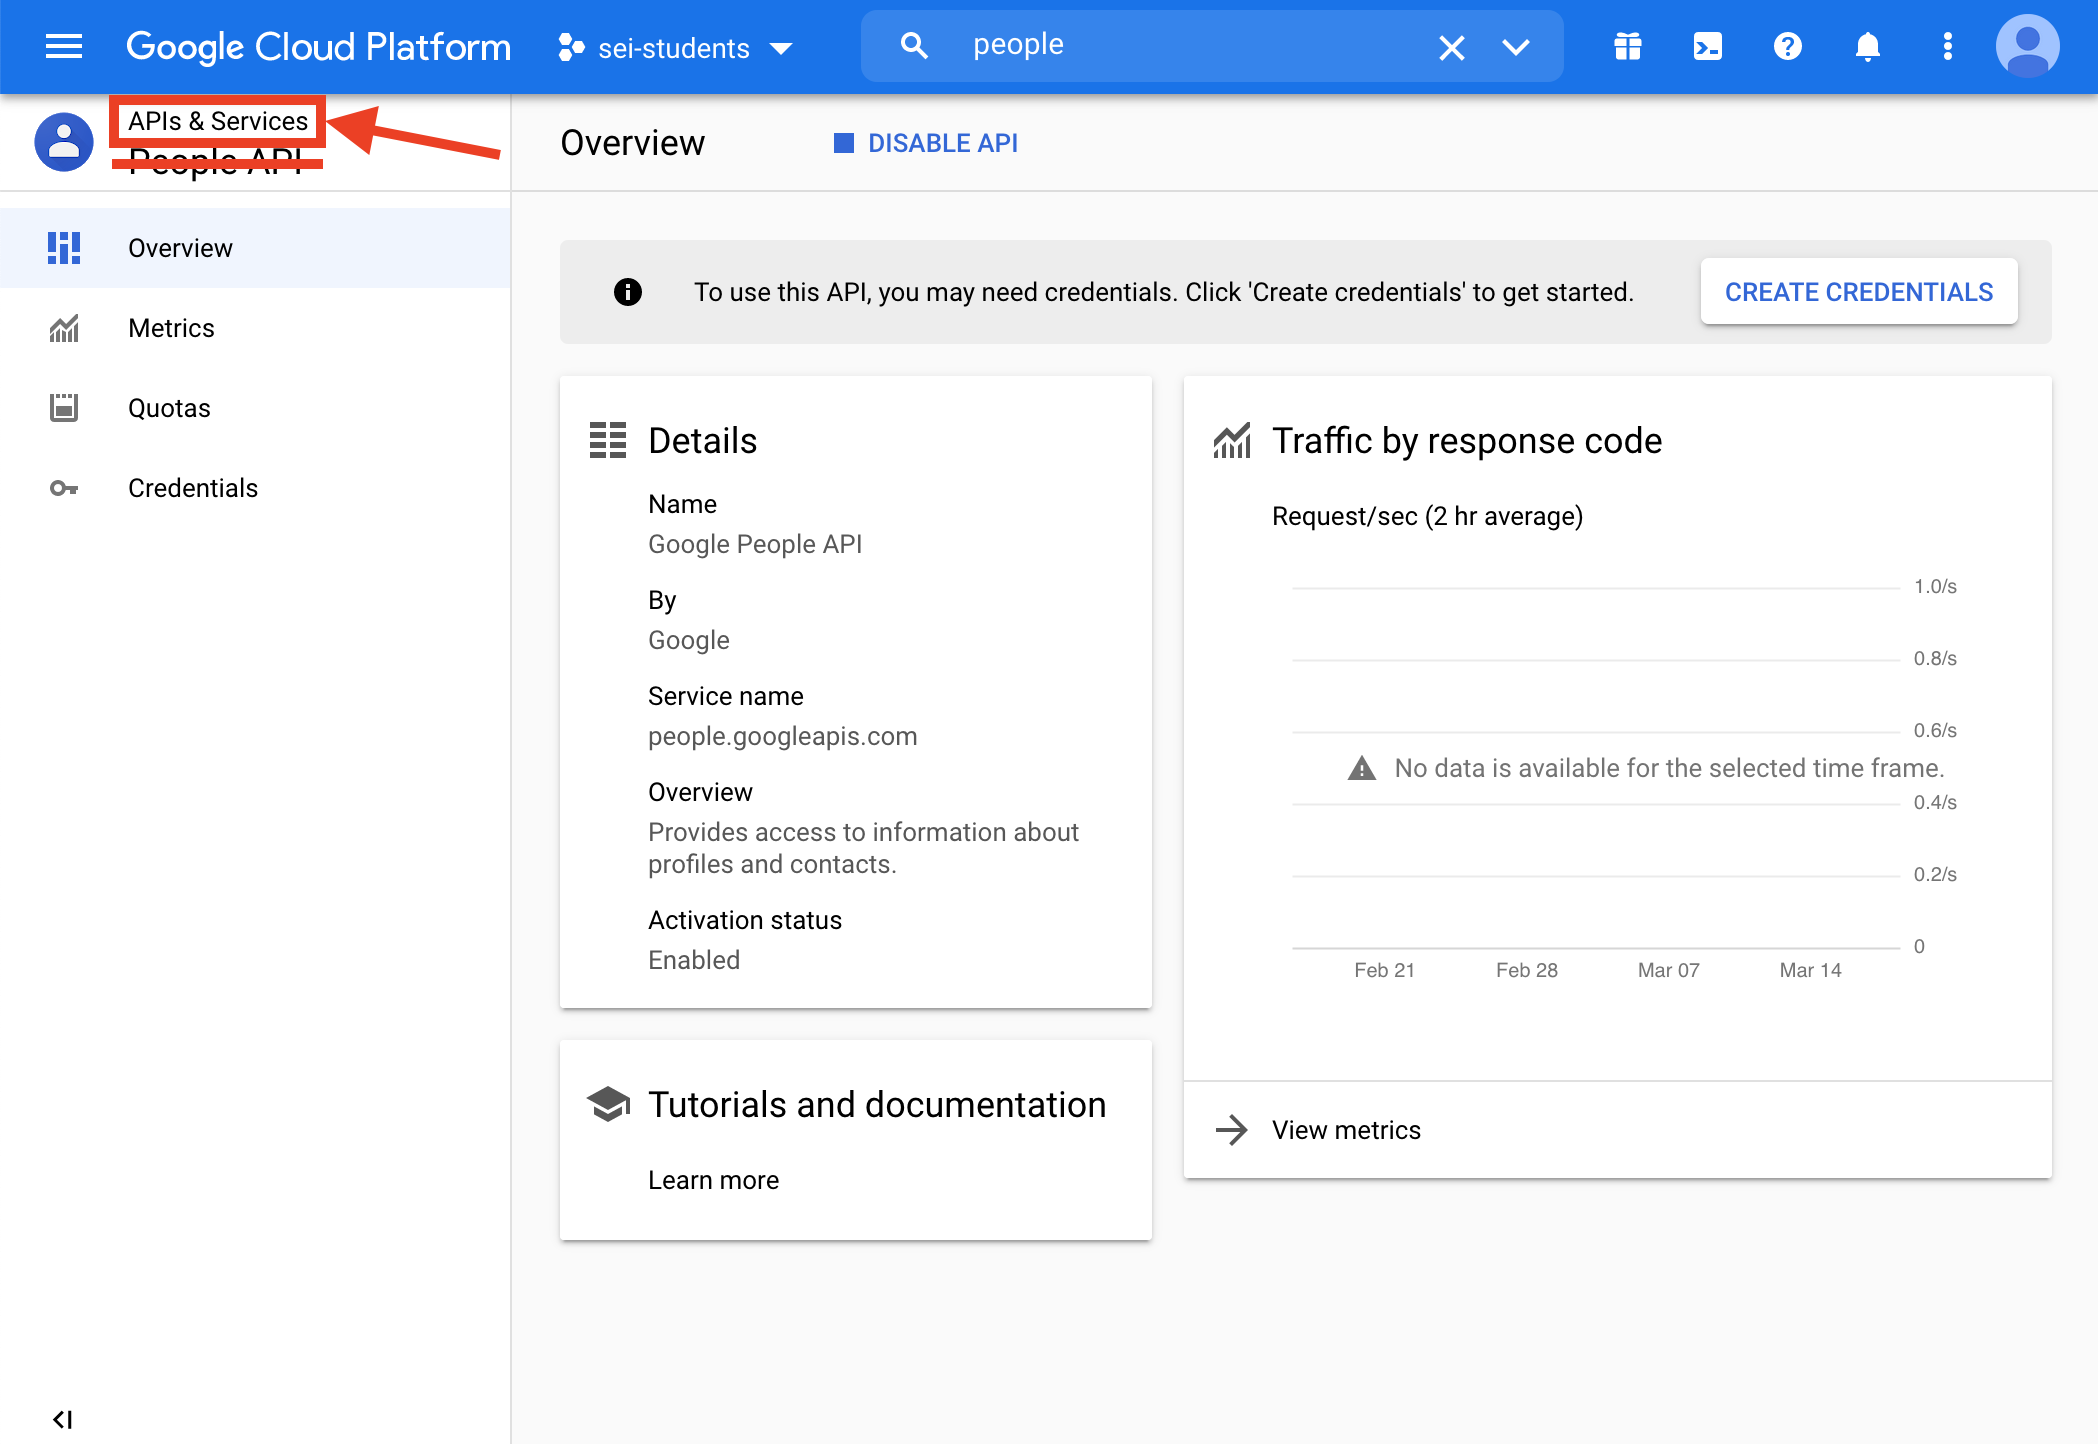 Google Cloud Platform
sei-students
people
APIs & Services
People API
Overview
DISABLE API
Overview
Metrics
Quotas
Credentials
To use this API, you may need credentials. Click 'Create credentials' to get started.
CREATE CREDENTIALS
Details
Name
Google People API
By
Google
Service name
people.googleapis.com
Overview
Provides access to information about
profiles and contacts.
Activation status
Enabled
Tutorials and documentation
Learn more
Traffic by response code
Request/sec (2 hr average)
1.0/s
0.8/s
0.6/s
No data is available for the selected time frame.
0.4/s
0.2/s
0
Feb 21
Feb 28
Mar 07
Mar 14
View metrics